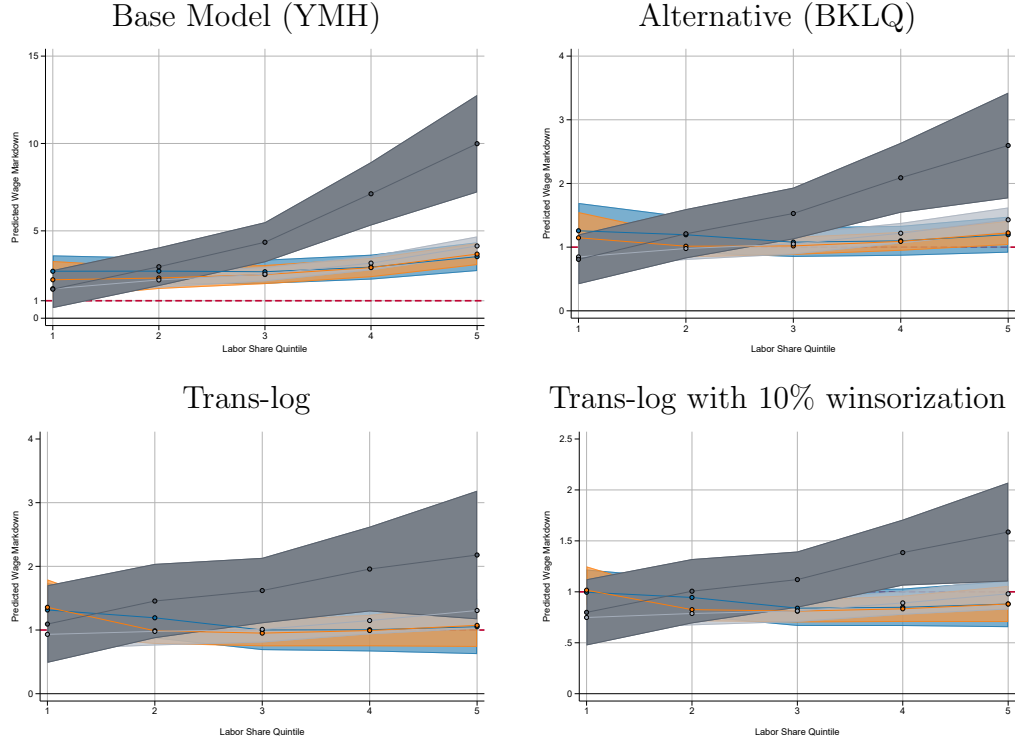 Base Model (YMH)
Predicted Wage Markdown
15
10
5
1
0
1 2 3 4 5
Labor Share Quintile
Alternative (BKLQ)
Predicted Wage Markdown
4
3
2
1
0
1 2 3 4 5
Labor Share Quintile
Trans-log
Predicted Wage Markdown
4
3
2
1
0
1 2 3 4 5
Labor Share Quintile
Trans-log with 10% winsorization
Predicted Wage Markdown
2.5
2
1.5
1
.5
0
1 2 3 4 5
Labor Share Quintile